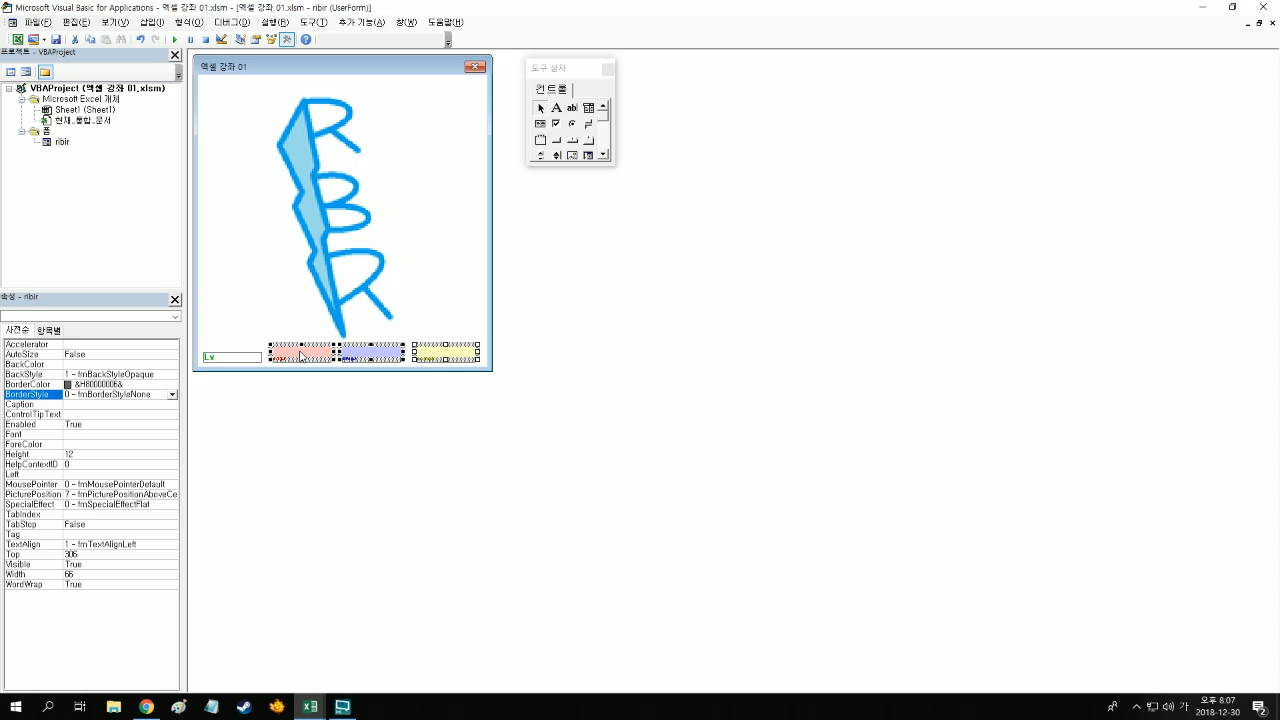 Microsoft Visual Basic for Applications - 엑셀 강좌 01.xlsm - [엑셀 강좌 01.xlsm - ribir (UserForm)]
파일(F) 편집(E) 보기(V) 삽입(I) 형식(O) 디버그(D) 실행(R) 도구(T) 추가 기능(A) 창(W) 도움말(H)
프로젝트 - VBAProject
VBAProject (엑셀 강좌 01.xlsm)
Microsoft Excel 개체
Sheet1 (Sheet1)
현재_통합_문서
폼
ribir
속성 - ribir
사전순 항목별
Accelerator
AutoSize False
BackColor
BackStyle 1 - fmBackStyleOpaque
BorderColor &H80000006&
BorderStyle 0 - fmBorderStyleNone
Caption
ControlTipText
Enabled True
Font
ForeColor
Height 12
HelpContextID 0
Left
MousePointer 0 - fmMousePointerDefault
PicturePosition 7 - fmPicturePositionAboveCe
SpecialEffect 0 - fmSpecialEffectFlat
TabIndex
TabStop False
Tag
TextAlign 1 - fmTextAlignLeft
Top 306
Visible True
Width 66
WordWrap True
엑셀 강좌 01
R
B
R
Lv
도구 상자
컨트롤
A ab|
가
오후 8:07
2018-12-30
2